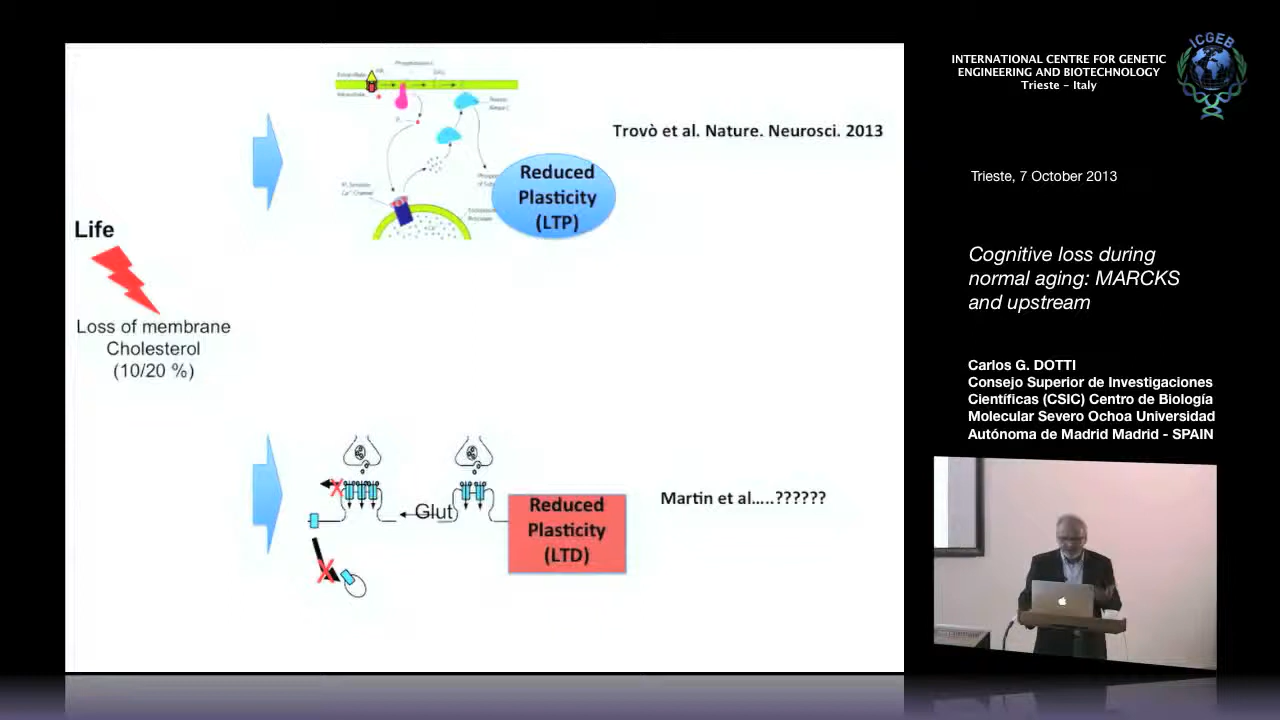 Trovò et al. Nature. Neurosci. 2013
Reduced
Plasticity
(LTP)
Life
Loss of membrane
Cholesterol
(10/20 %)
Glut
Reduced
Plasticity
(LTD)
Martin et al.....??????
INTERNATIONAL CENTRE FOR GENETIC
ENGINEERING AND BIOTECHNOLOGY
Trieste - Italy
ICGEB
Trieste, 7 October 2013
Cognitive loss during
normal aging: MARCKS
and upstream
Carlos G. DOTTI
Consejo Superior de Investigaciones
Científicas (CSIC) Centro de Biología
Molecular Severo Ochoa Universidad
Autónoma de Madrid Madrid - SPAIN